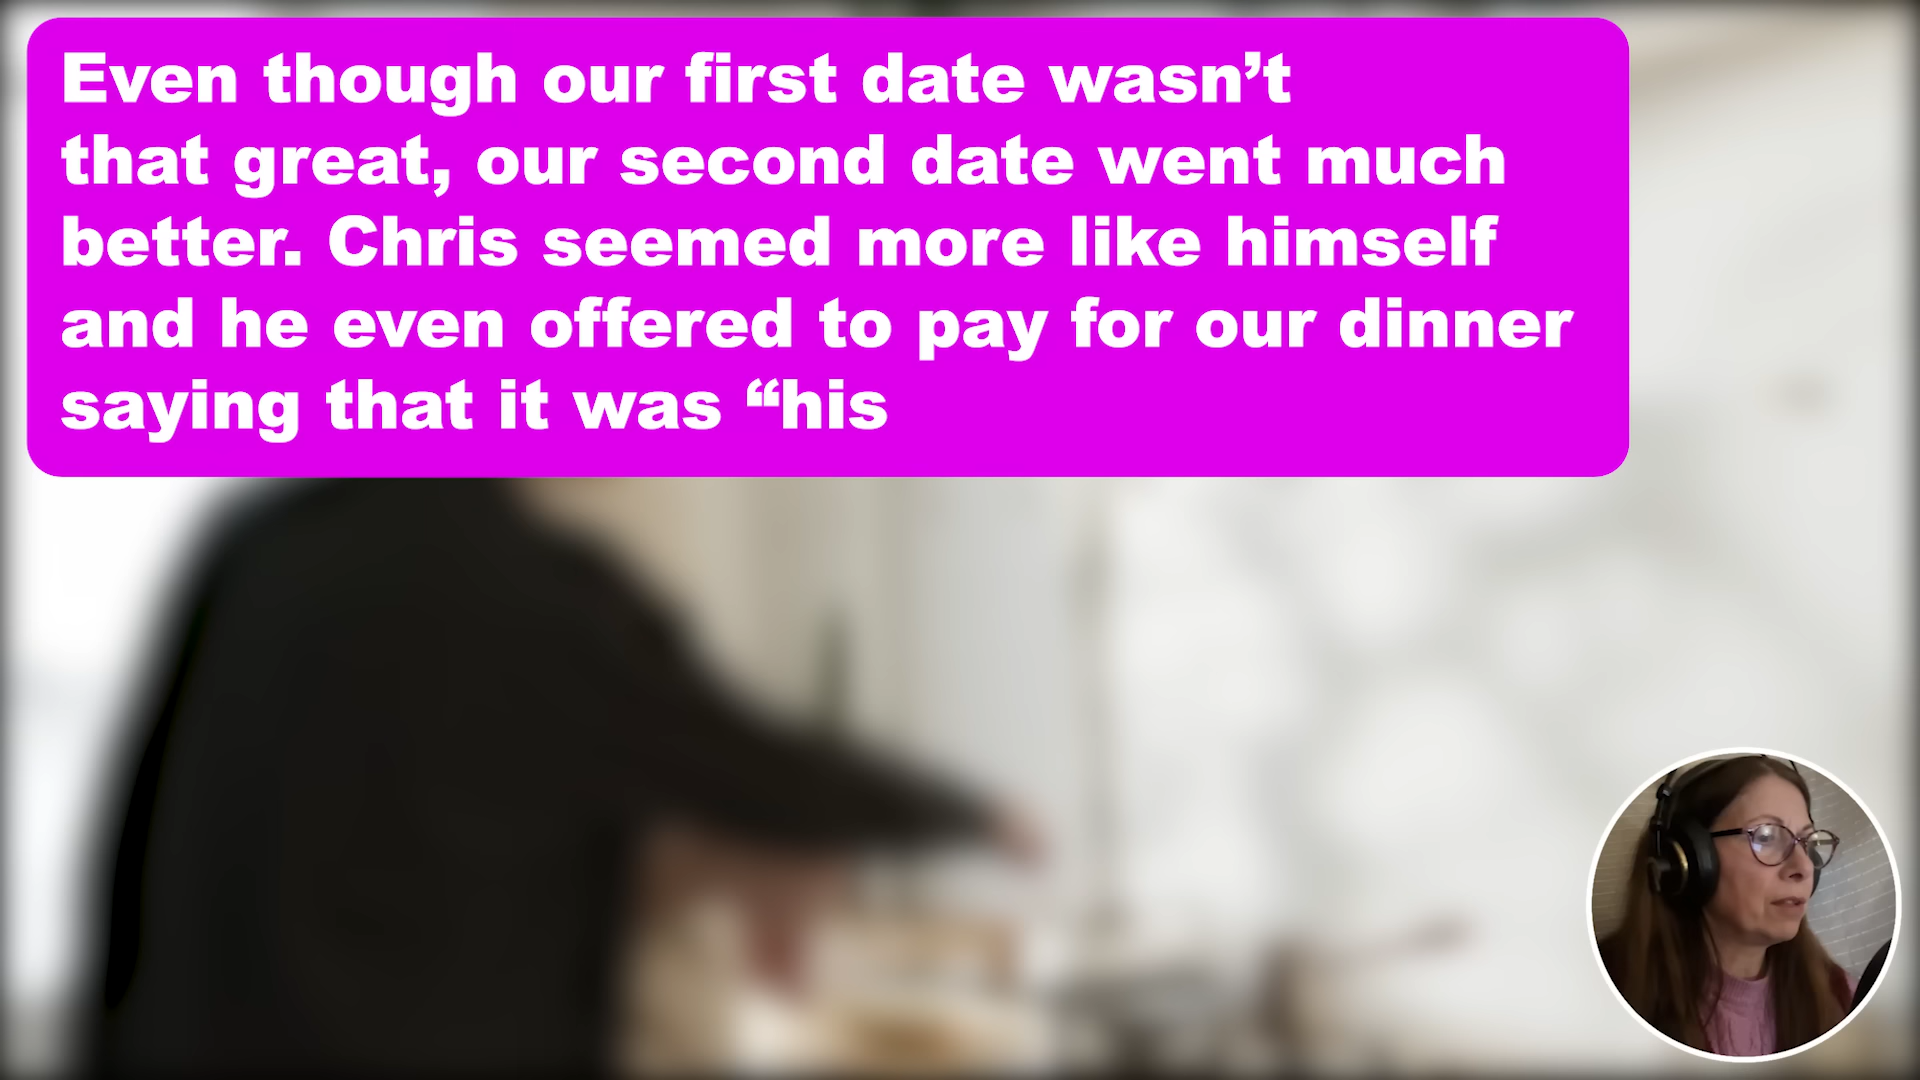 Even though our first date wasn’t
that great, our second date went much
better. Chris seemed more like himself
and he even offered to pay for our dinner
saying that it was “his